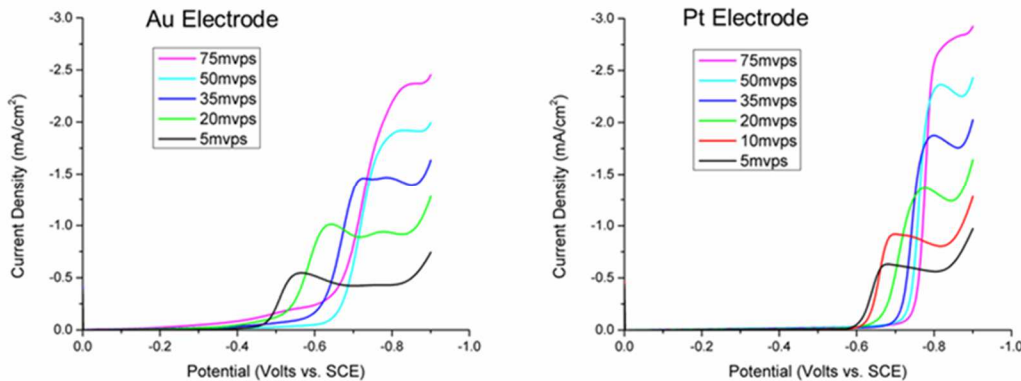 Au Electrode
75mvps
50mvps
35mvps
20mvps
5mvps
-3.0
-2.5
-2.0
-1.5
-1.0
-0.5
0.0
Current Density (mA/cm²)
0.0
-0.2
-0.4
-0.6
-0.8
-1.0
Potential (Volts vs. SCE)
Pt Electrode
75mvps
50mvps
35mvps
20mvps
10mvps
5mvps
-3.0
-2.5
-2.0
-1.5
-1.0
-0.5
0.0
Current Density (mA/cm²)
0.0
-0.2
-0.4
-0.6
-0.8
-1.0
Potential (Volts vs. SCE)